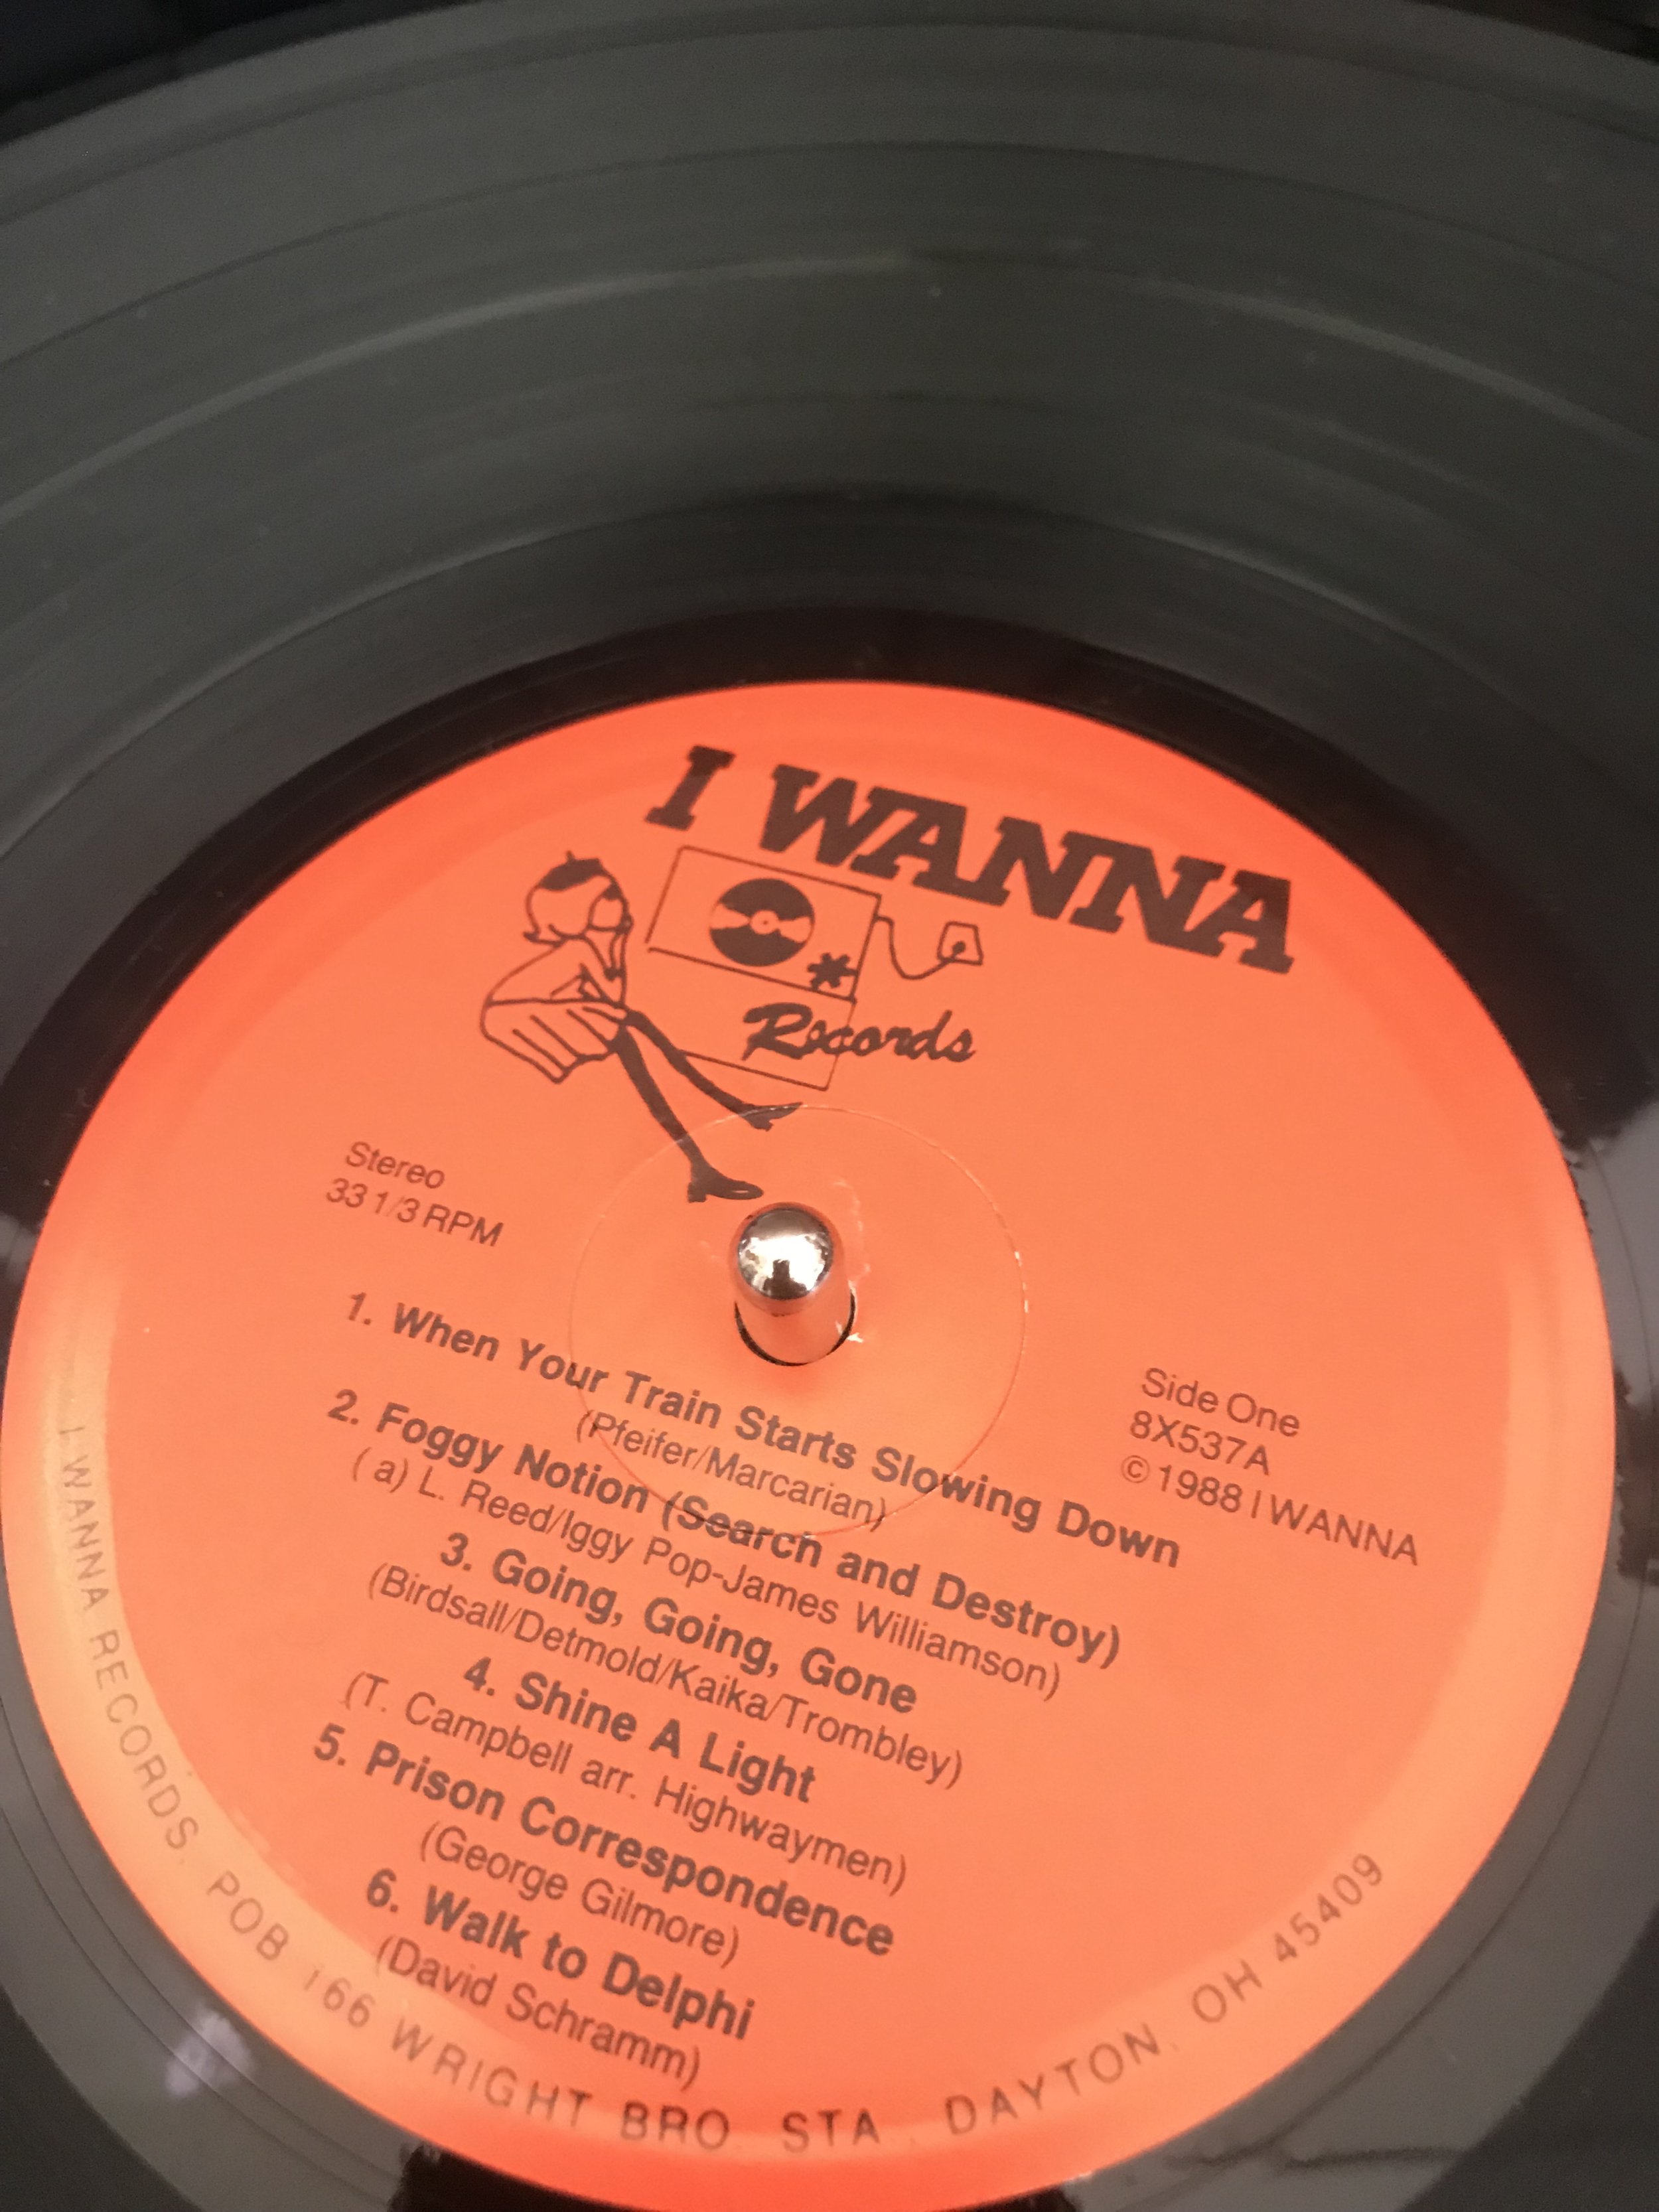 I WANNA
Records
Stereo
33 1/3 RPM
Side One
8X537A
© 1988 I WANNA
1. When Your Train Starts Slowing Down
(Pfeifer/Marcarian)
2. Foggy Notion (Search and Destroy)
( a) L. Reed/Iggy Pop-James Williamson)
3. Going, Going, Gone
(Birdsall/Detmold/Kaika/Trombley)
4. Shine A Light
(T. Campbell arr. Highwaymen)
5. Prison Correspondence
(George Gilmore)
6. Walk to Delphi
(David Schramm)
I WANNA RECORDS, POB 166 WRIGHT BRO. STA., DAYTON, OH 45409